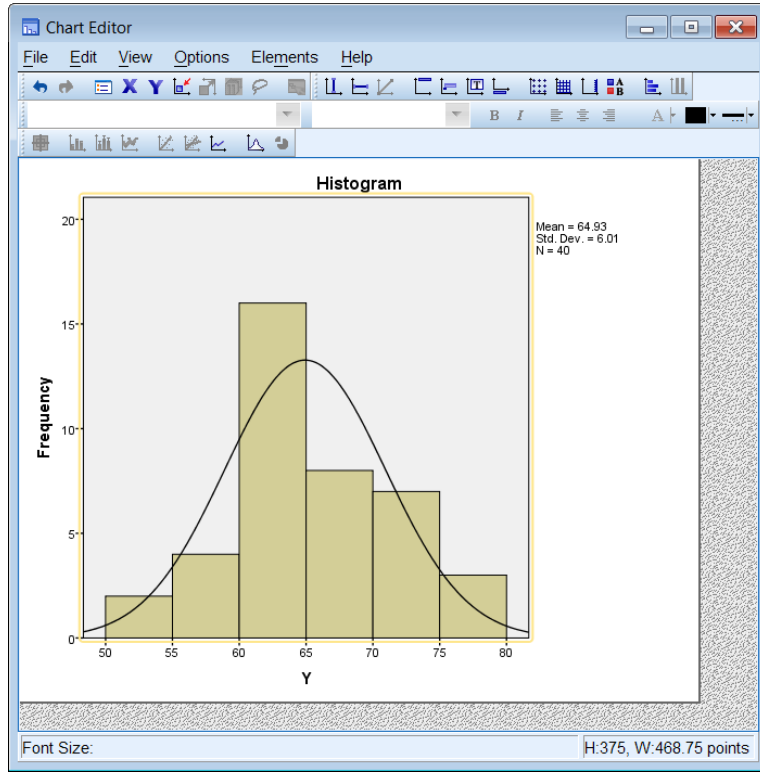 Chart Editor
File Edit View Options Elements Help
X Y
B I A
Histogram
Mean = 64.93
Std. Dev. = 6.01
N = 40
20
15
10
5
0
Frequency
50 55 60 65 70 75 80
Y
Font Size:
H:375, W:468.75 points